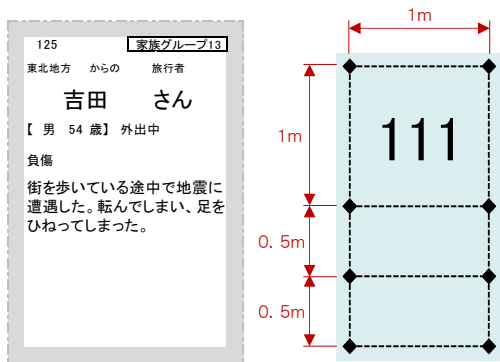 125 家族グループ13
東北地方 からの 旅行者
吉田 さん
【 男 54 歳】 外出中
負傷
街を歩いている途中で地震に
遭遇した。転んでしまい、足を
ひねってしまった。
1m
1m
111
0.5m
0.5m